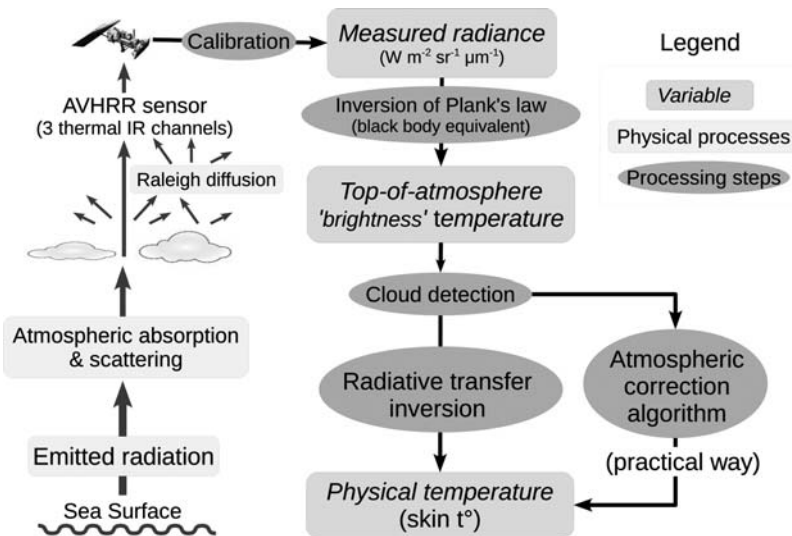 Calibration
Measured radiance
(W m⁻² sr⁻¹ µm⁻¹)
Legend
Variable
Physical processes
Processing steps
AVHRR sensor
(3 thermal IR channels)
Raleigh diffusion
Inversion of Plank's law
(black body equivalent)
Top-of-atmosphere
'brightness' temperature
Cloud detection
Atmospheric absorption
& scattering
Radiative transfer
inversion
Atmospheric
correction
algorithm
(practical way)
Emitted radiation
Sea Surface
Physical temperature
(skin t°)